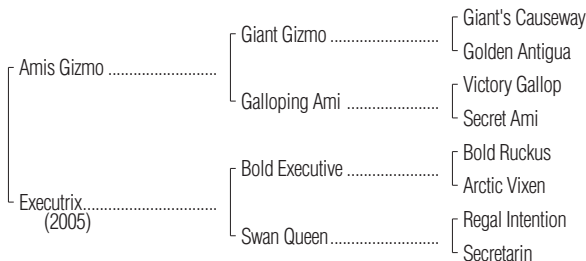 Giant's Causeway
Giant Gizmo ....................
Golden Antigua
Amis Gizmo ..........................
Victory Gallop
Galloping Ami ................
Secret Ami
Bold Ruckus
Bold Executive ................
Arctic Vixen
Executrix................................
(2005)
Regal Intention
Swan Queen....................
Secretarin